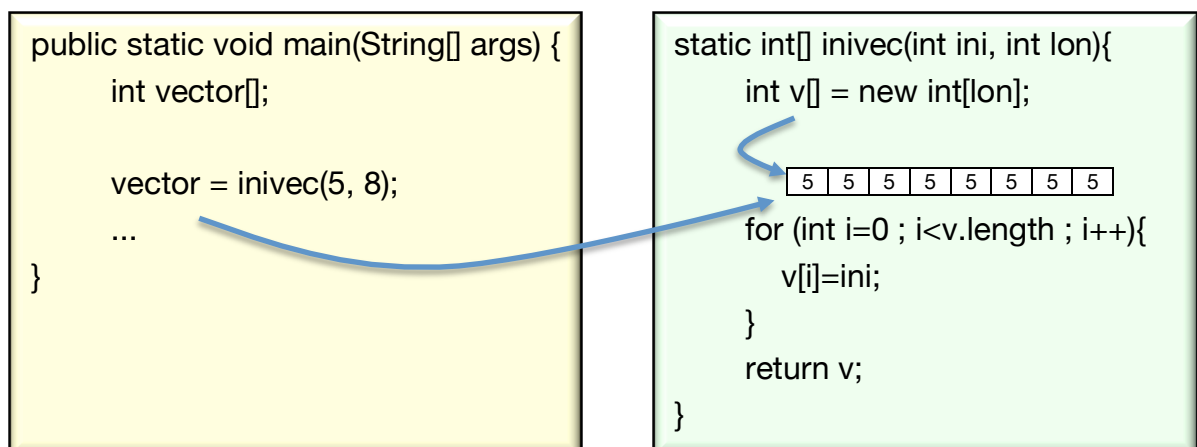 public static void main(String[] args) {
int vector[];
vector = inivec(5, 8);
...
}
static int[] inivec(int ini, int lon){
int v[] = new int[lon];
5 5 5 5 5 5 5 5
for (int i=0 ; i<v.length ; i++){
v[i]=ini;
}
return v;
}